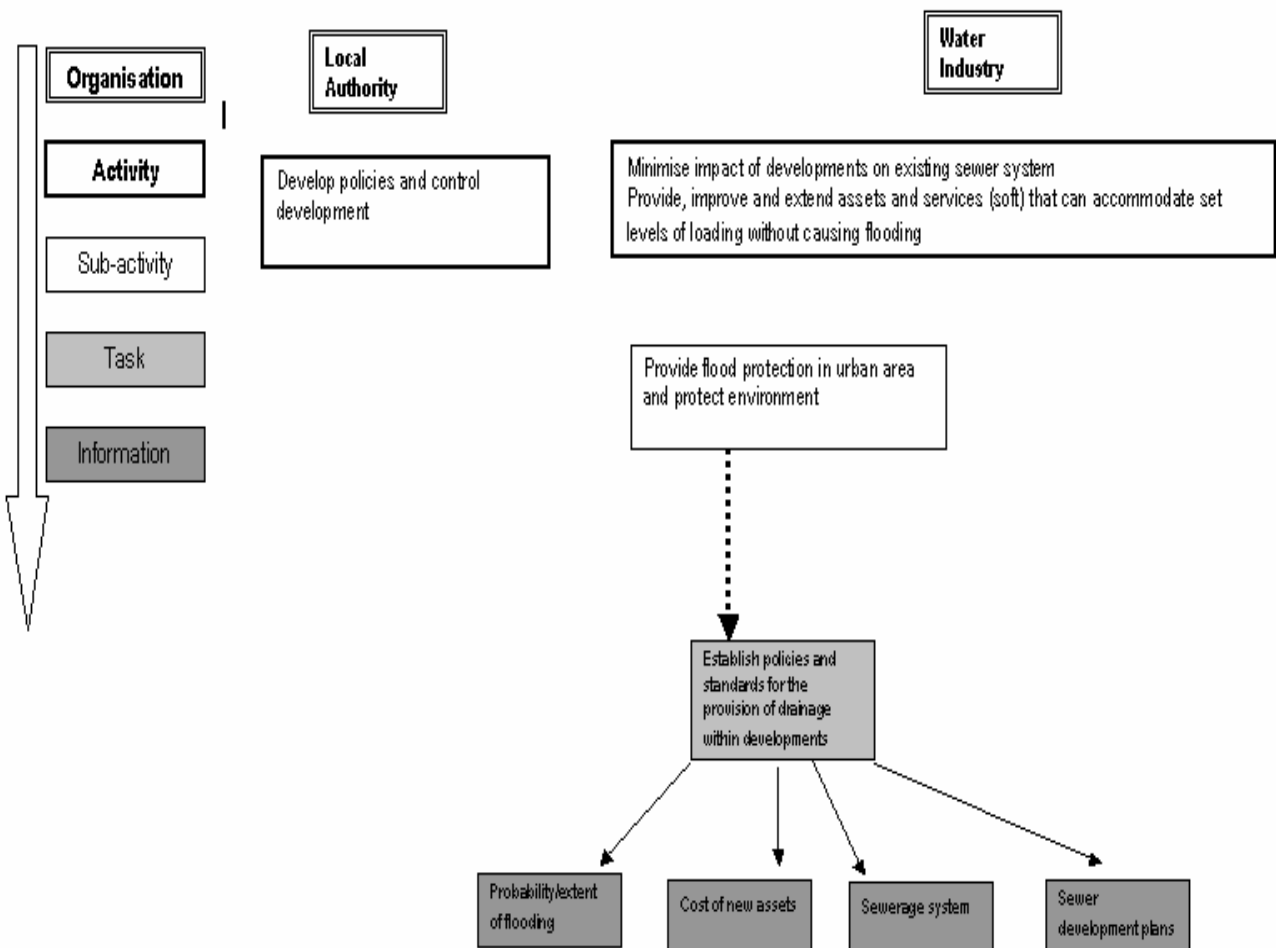 Organisation
Activity
Sub-activity
Task
Information
Local
Authority
Water
Industry
Develop policies and control
development
Minimise impact of developments on existing sewer system
Provide, improve and extend assets and services (soft) that can accommodate set
levels of loading without causing flooding
Provide flood protection in urban area
and protect environment
Establish policies and
standards for the
provision of drainage
within developments
Probability/extent
of flooding
Cost of new assets
Sewerage system
Sewer
development plans